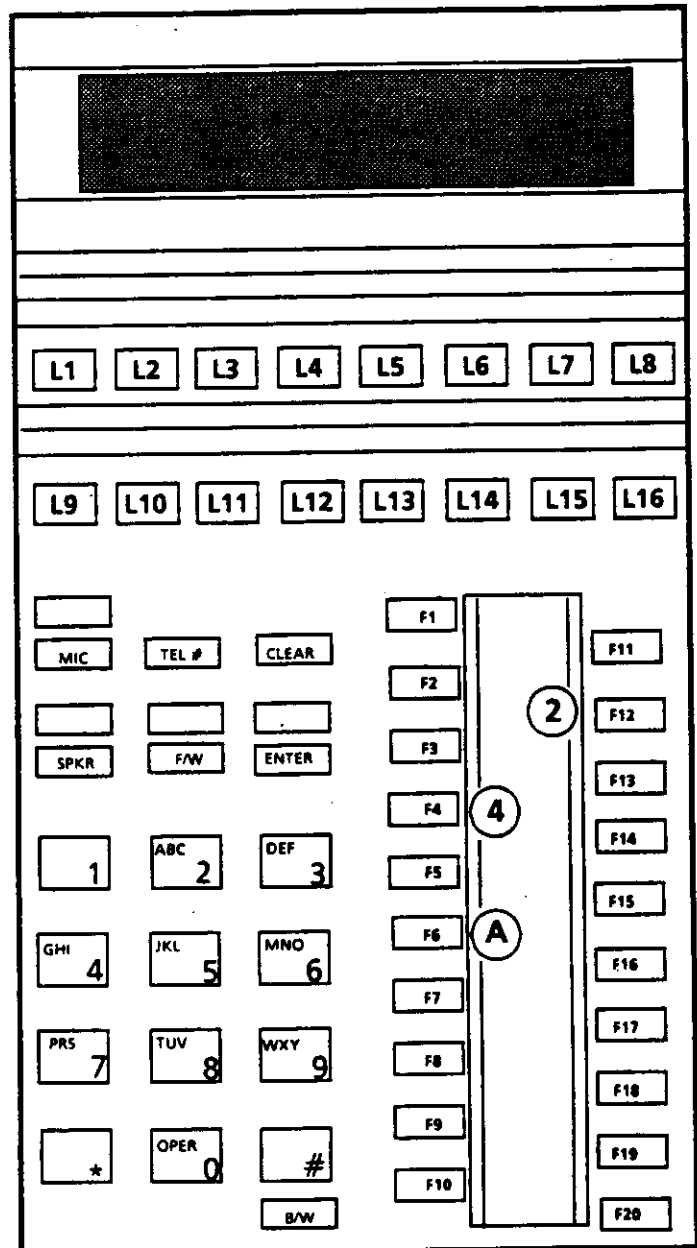 L1 L2 L3 L4 L5 L6 L7 L8
L9 L10 L11 L12 L13 L14 L15 L16
MIC TEL # CLEAR
SPKR F/W ENTER
1 ABC 2 DEF 3
GHI 4 JKL 5 MNO 6
PRS 7 TUV 8 WXY 9
* OPER 0 #
B/W
F1
F2
F3
F4 4
F5
F6 A
F7
F8
F9
F10
F11
2 F12
F13
F14
F15
F16
F17
F18
F19
F20